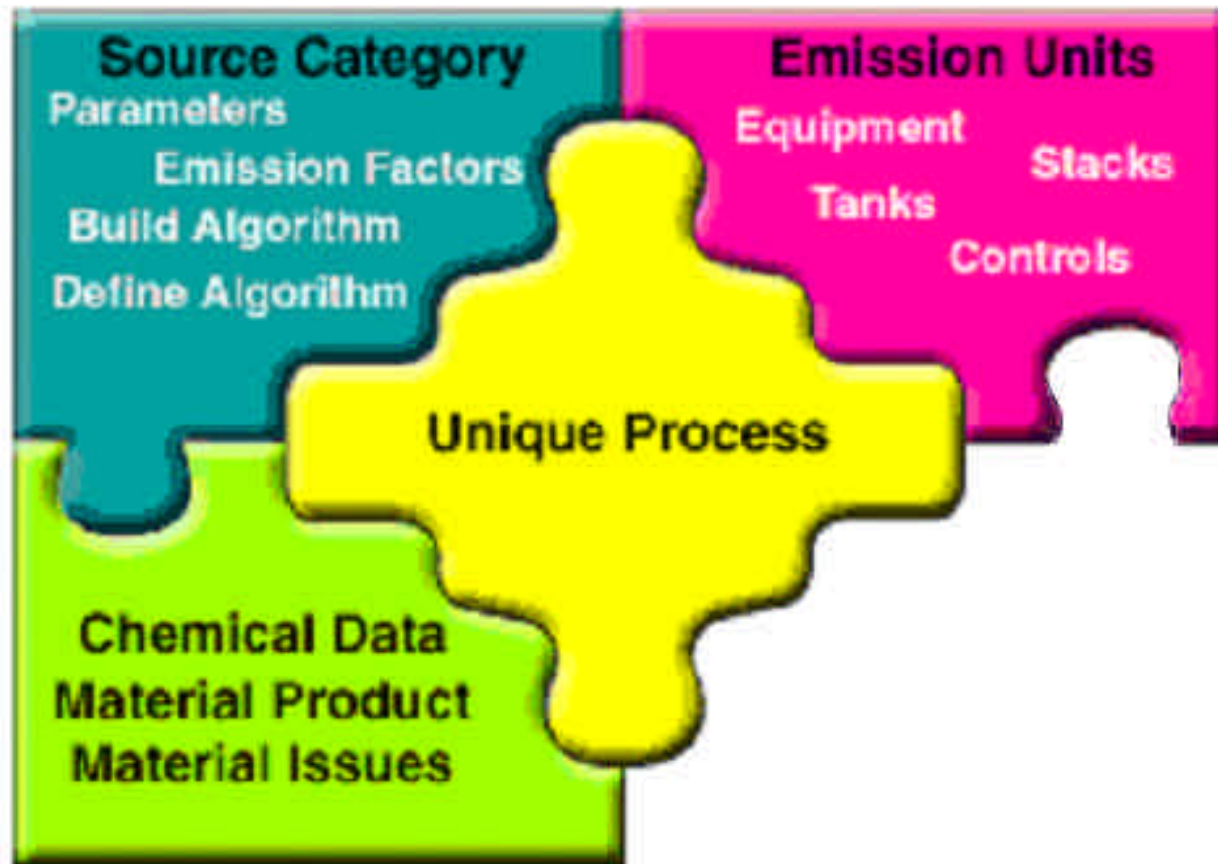 Source Category
Parameters
Emission Factors
Build Algorithm
Define Algorithm
Emission Units
Equipment
Stacks
Tanks
Controls
Unique Process
Chemical Data
Material Product
Material Issues